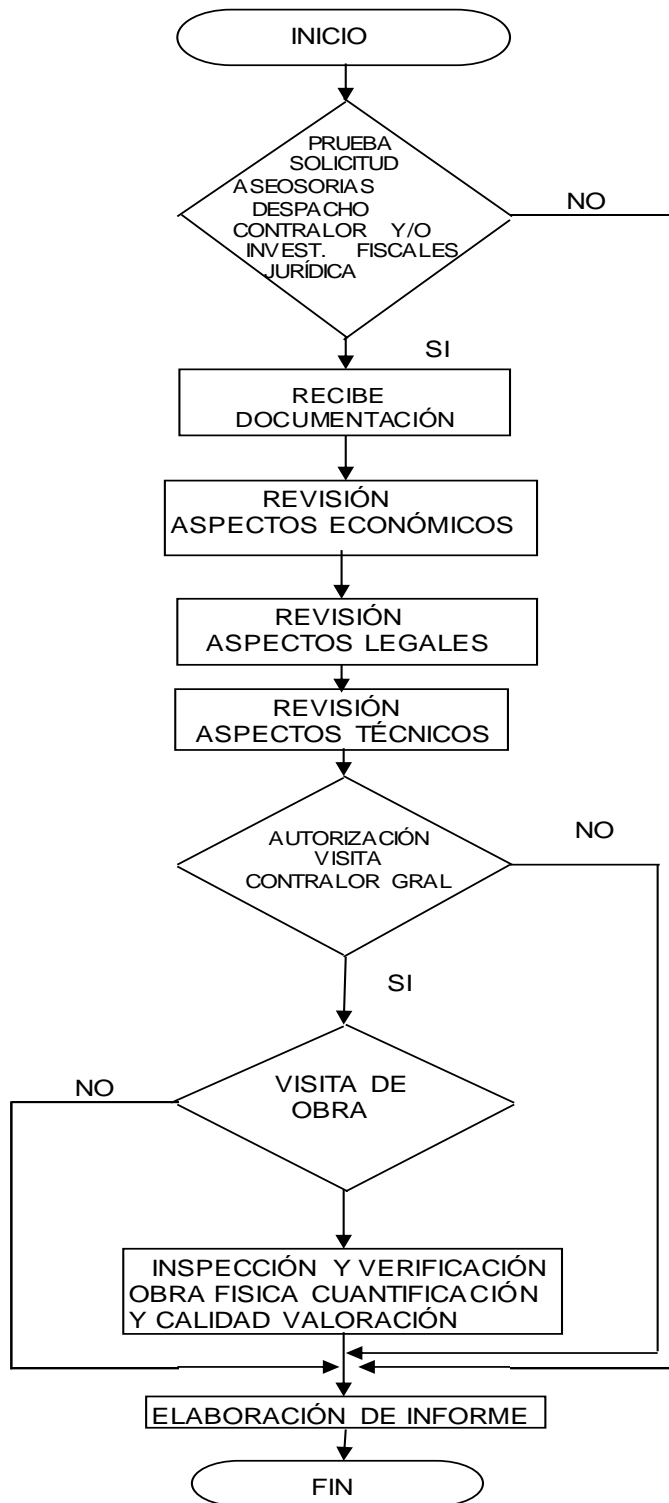 INICIO
PRUEBA
SOLICITUD
ASEOSORIAS
DESPACHO
CONTRALOR Y/O
INVEST. FISCALES
JURÍDICA
NO
SI
RECIBE
DOCUMENTACIÓN
REVISIÓN
ASPECTOS ECONÓMICOS
REVISIÓN
ASPECTOS LEGALES
REVISIÓN
ASPECTOS TÉCNICOS
AUTORIZACIÓN
VISITA
CONTRALOR GRAL
NO
SI
VISITA DE
OBRA
NO
INSPECCIÓN Y VERIFICACIÓN
OBRA FISICA CUANTIFICACIÓN
Y CALIDAD VALORACIÓN
ELABORACIÓN DE INFORME
FIN